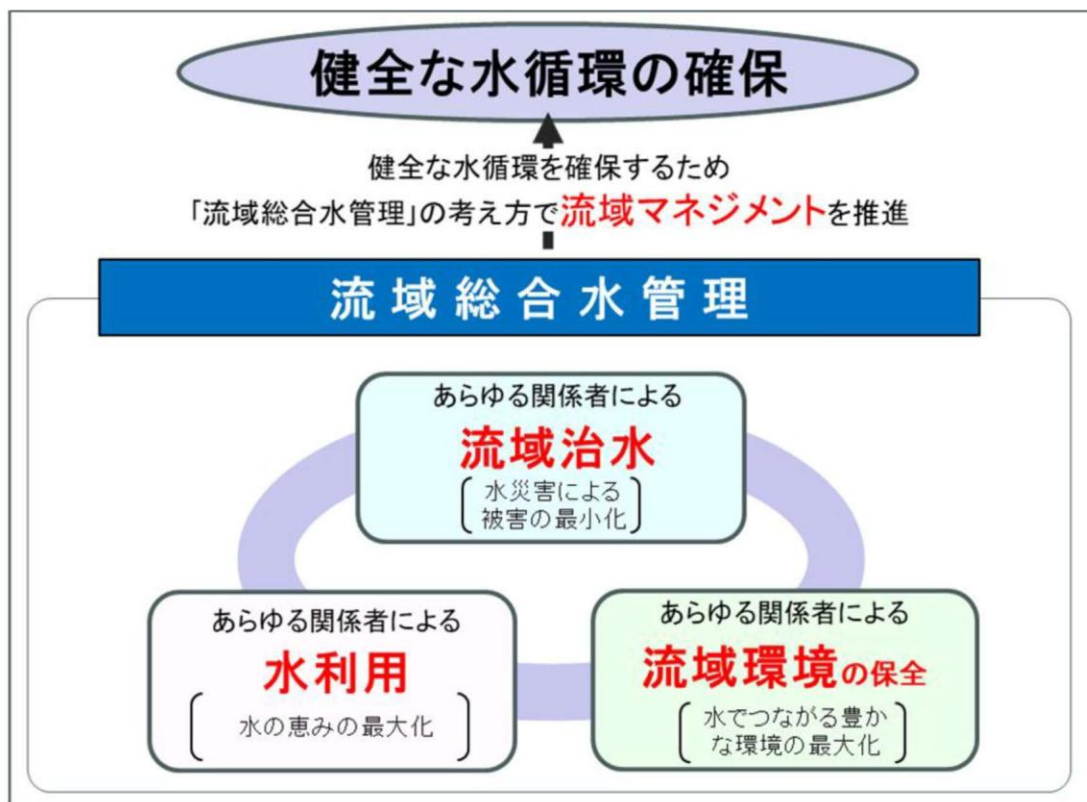 健全な水循環の確保
健全な水循環を確保するため
「流域総合水管理」の考え方で流域マネジメントを推進
流域総合水管理
あらゆる関係者による
流域治水
水災害による
被害の最小化
あらゆる関係者による
水利用
水の恵みの最大化
あらゆる関係者による
流域環境の保全
水でつながる豊か
な環境の最大化